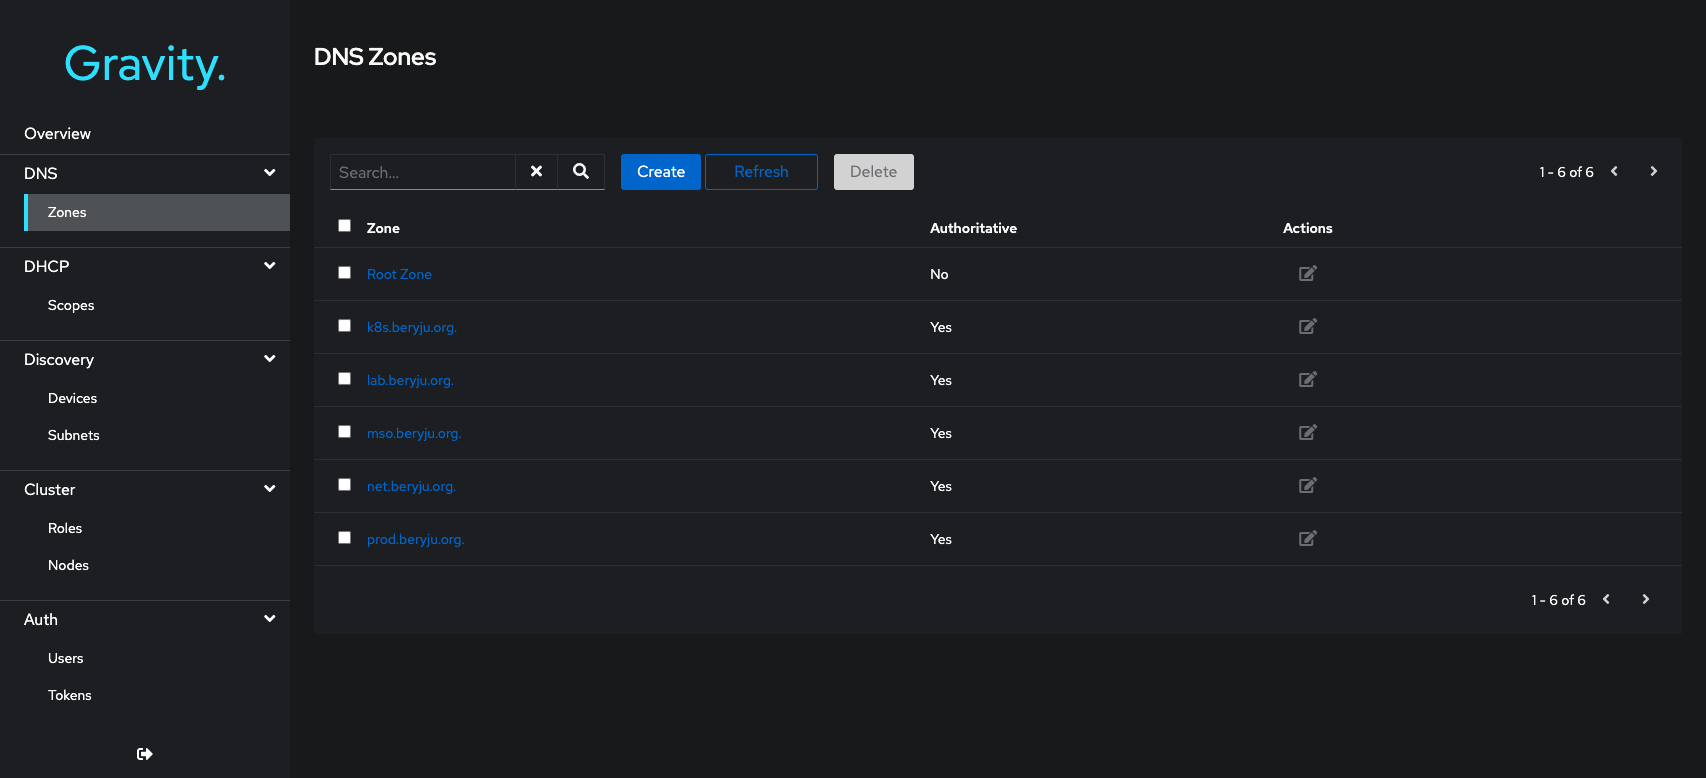 Gravity.
Overview
DNS
Zones
DHCP
Scopes
Discovery
Devices
Subnets
Cluster
Roles
Nodes
Auth
Users
Tokens
DNS Zones
Search... Create Refresh Delete 1 - 6 of 6
Zone Authoritative Actions
Root Zone No
k8s.beryju.org. Yes
lab.beryju.org. Yes
mso.beryju.org. Yes
net.beryju.org. Yes
prod.beryju.org. Yes
1 - 6 of 6